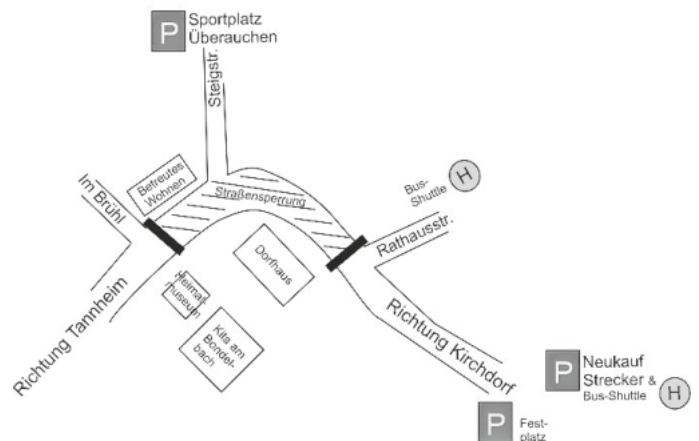 P Sportplatz
Überauchen
Steigstr.
Betreutes
Wohnen
Im Brühl
Straßensperrung
Bus-
Shuttle H
Rathausstr.
Dorfhaus
Heimat-
museum
Kita am
Bondel-
bach
Richtung Tannheim
Richtung Kirchdorf
P Neukauf
Strecker &
Bus-Shuttle H
P Fest-
platz